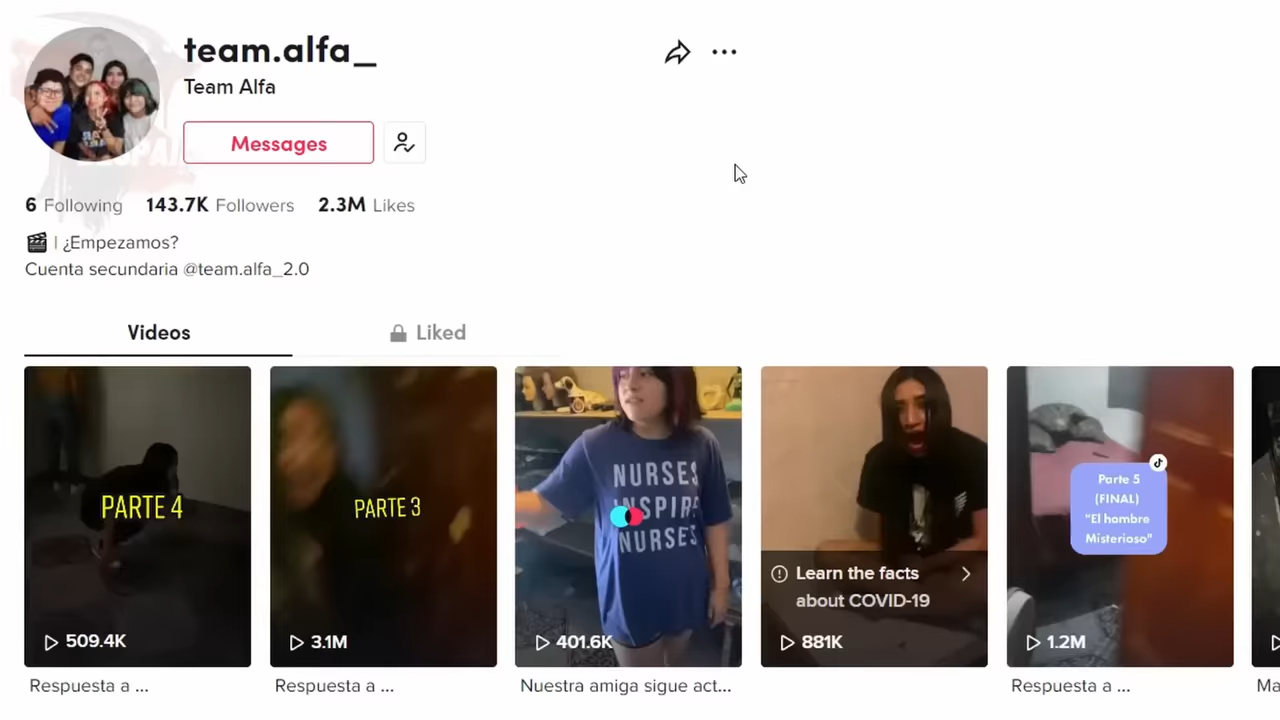 team.alfa_
Team Alfa
Messages
6 Following 143.7K Followers 2.3M Likes
🎬 | ¿Empezamos?
Cuenta secundaria @team.alfa_2.0
Videos Liked
PARTE 4
509.4K
Respuesta a ...
PARTE 3
3.1M
Respuesta a ...
NURSES
INSPIRE
NURSES
401.6K
Nuestra amiga sigue act...
Learn the facts
about COVID-19
881K
Parte 5
(FINAL)
"El hombre
Misterioso"
1.2M
Respuesta a ...
Ma